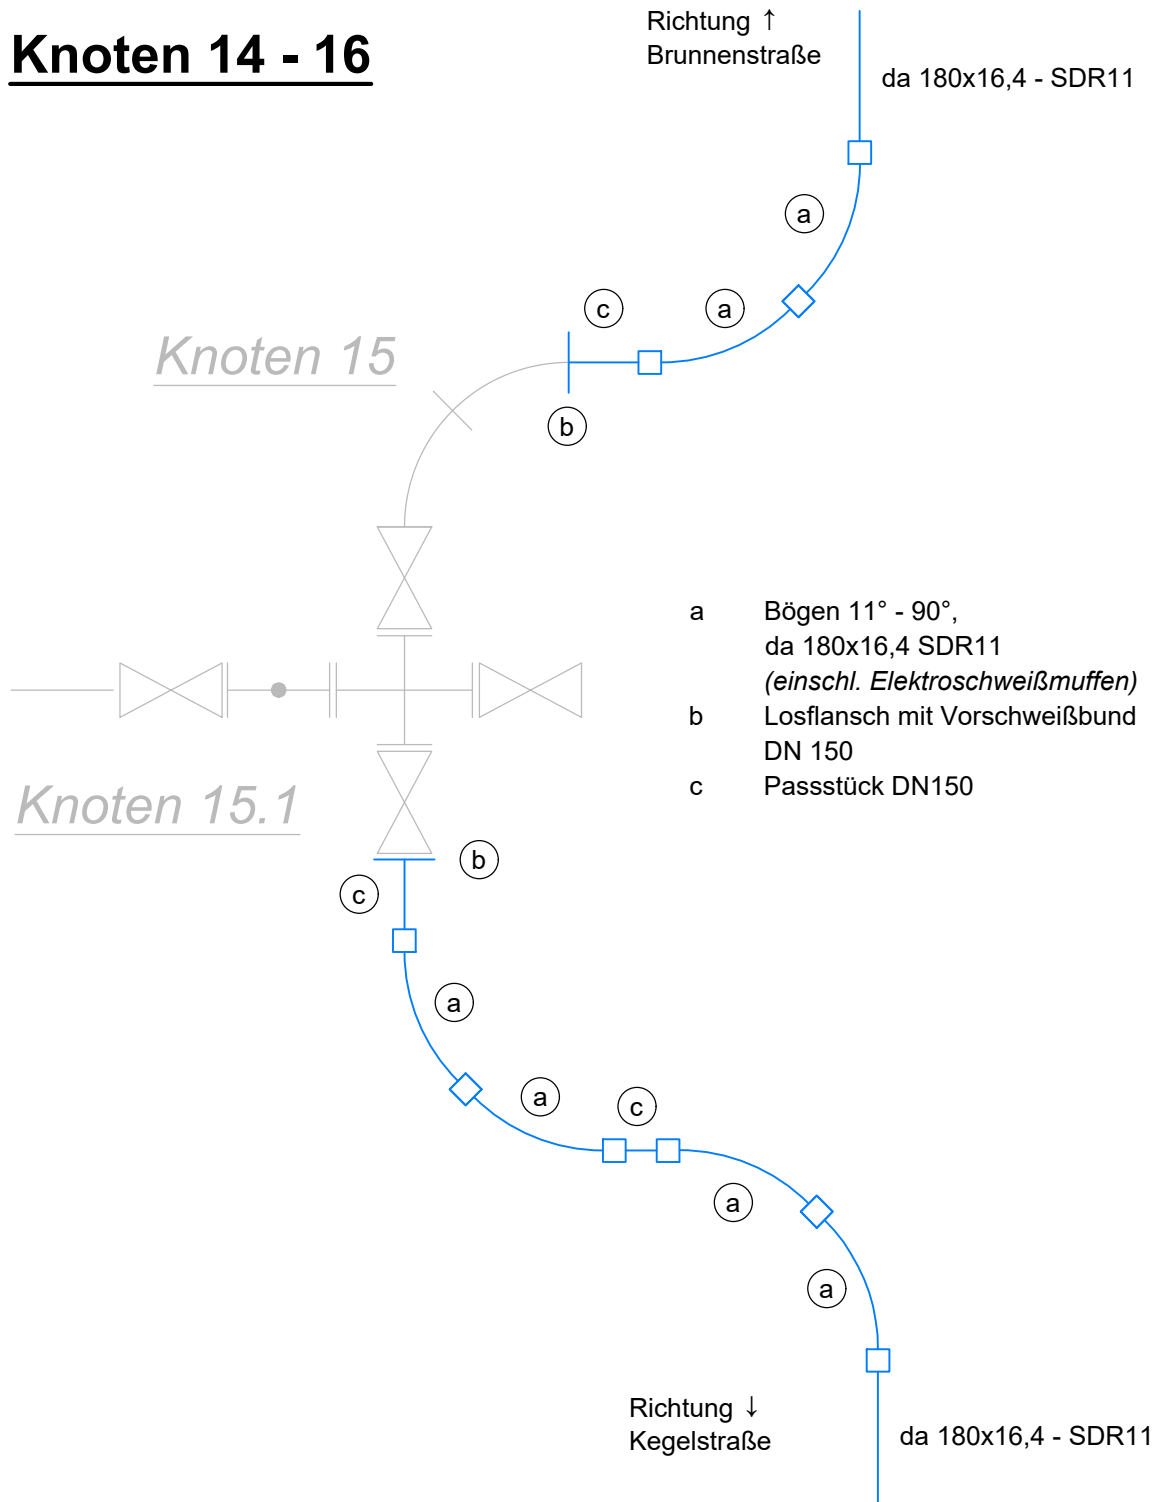 Knoten 14 - 16
Richtung ↑
Brunnenstraße
da 180x16,4 - SDR11
a
c
a
Knoten 15
b
a Bögen 11° - 90°,
da 180x16,4 SDR11
(einschl. Elektroschweißmuffen)
b Losflansch mit Vorschweißbund
DN 150
c Passstück DN150
Knoten 15.1
b
c
a
a
c
a
a
Richtung ↓
Kegelstraße
da 180x16,4 - SDR11